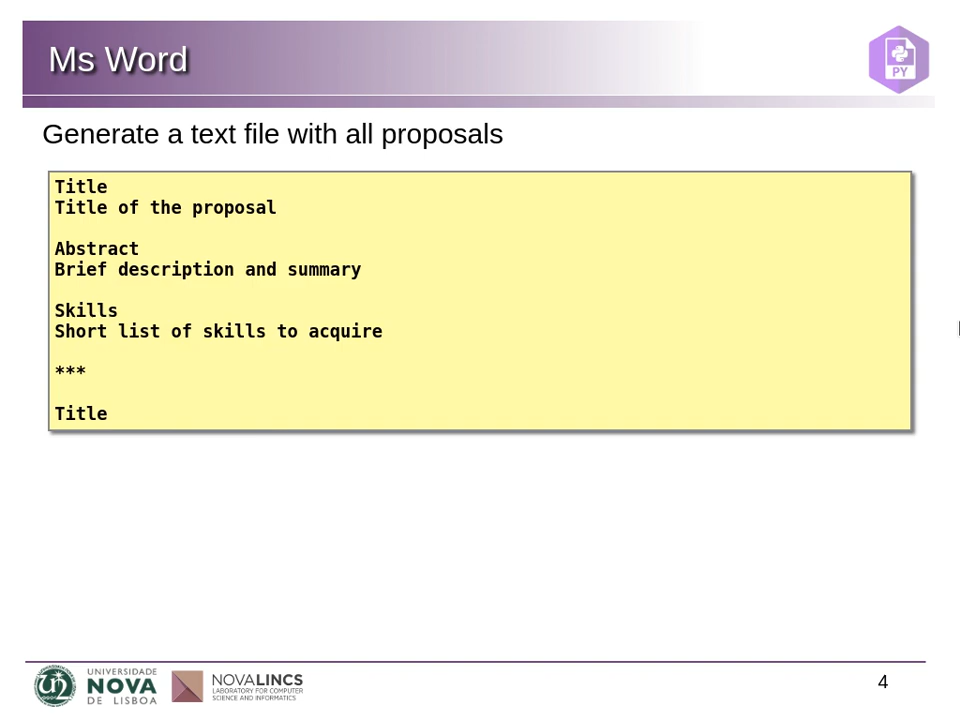 Ms Word
PY
Generate a text file with all proposals
Title
Title of the proposal
Abstract
Brief description and summary
Skills
Short list of skills to acquire
***
Title
UNIVERSIDADE
NOVA
DE LISBOA
NOVALINCS
LABORATORY FOR COMPUTER
SCIENCE AND INFORMATICS
4